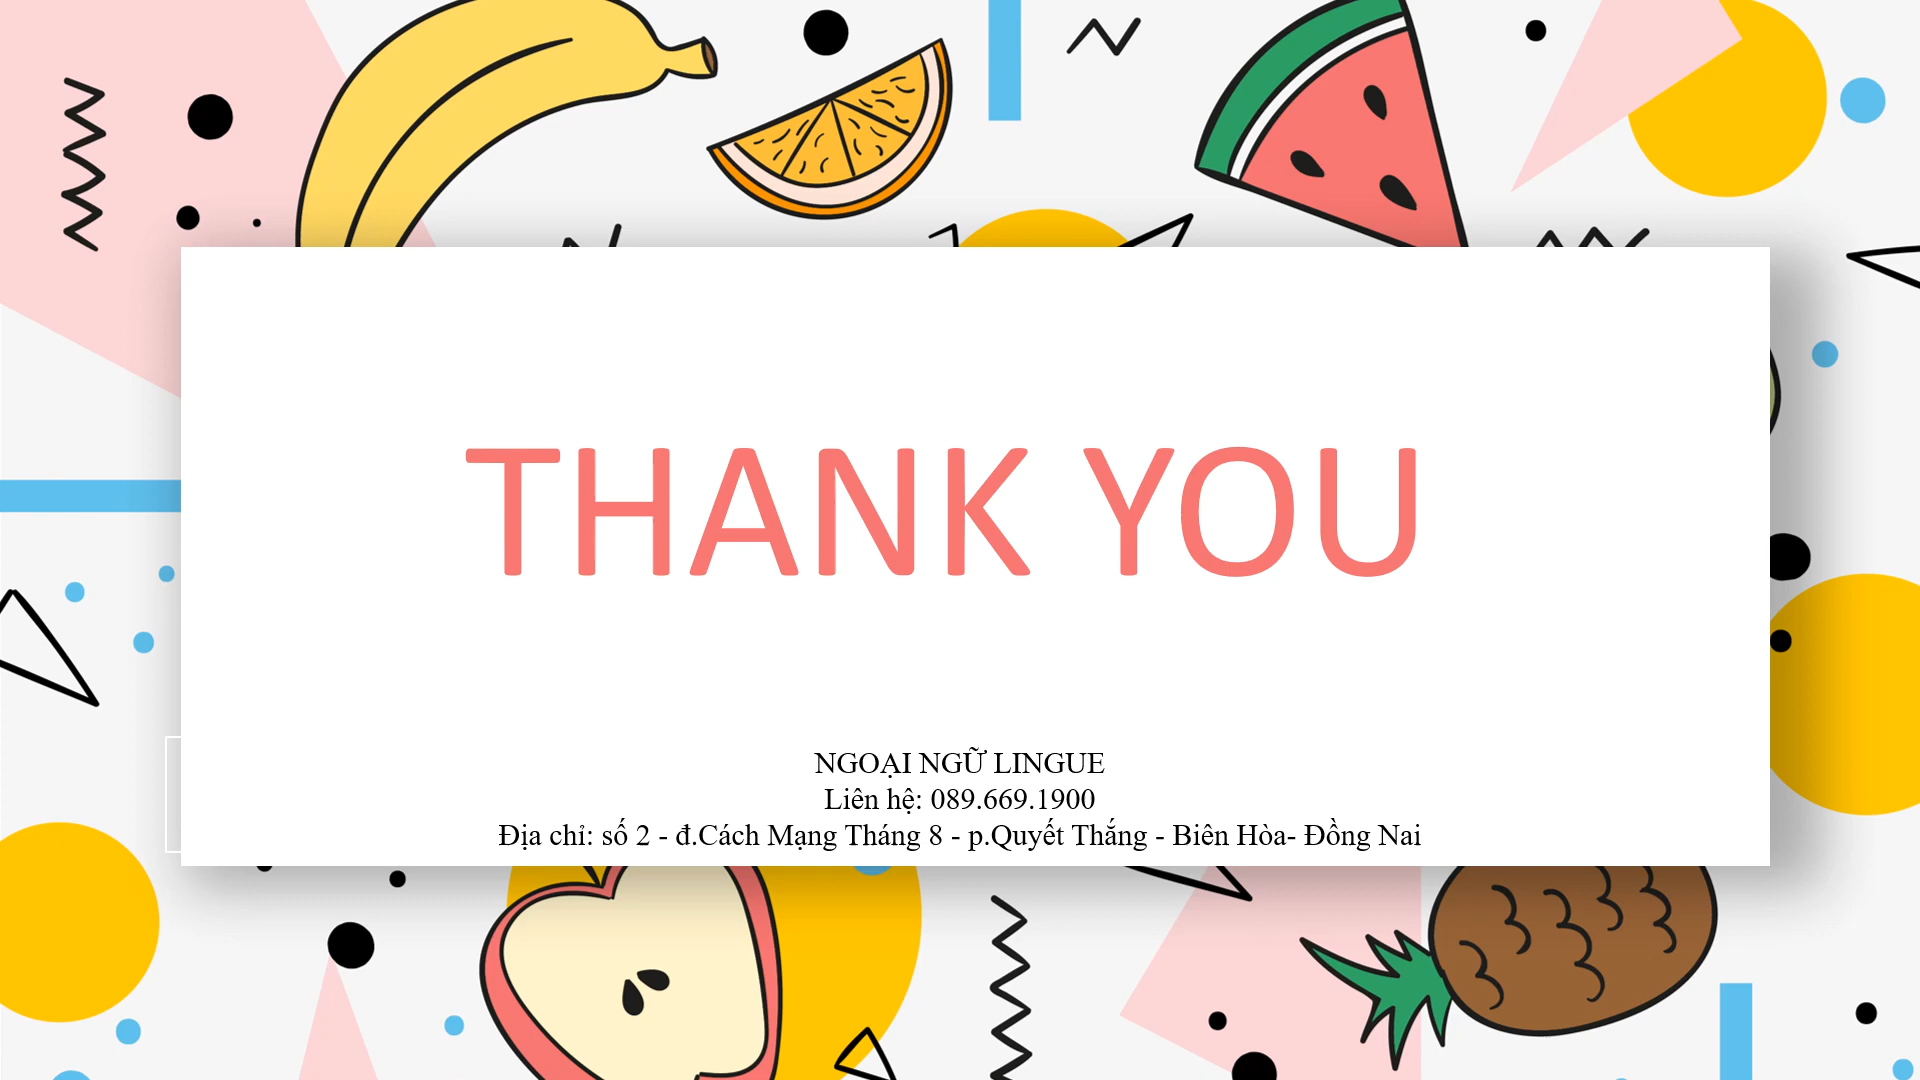 THANK YOU
NGOẠI NGỮ LINGUE
Liên hệ: 089.669.1900
Địa chỉ: số 2 - đ.Cách Mạng Tháng 8 - p.Quyết Thắng - Biên Hòa- Đồng Nai